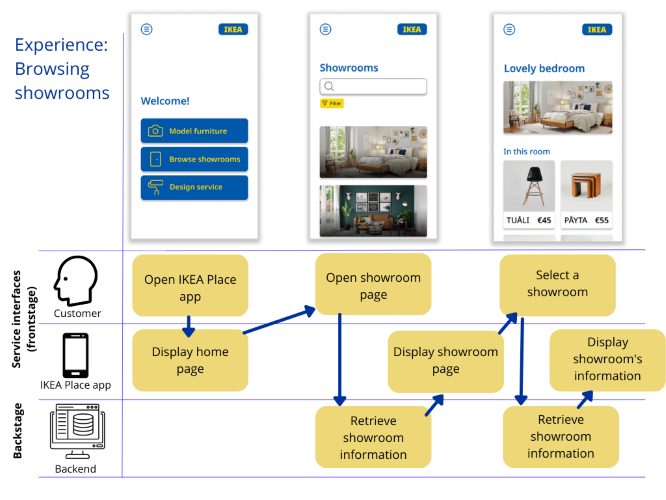 Experience:
Browsing
showrooms
IKEA
Welcome!
Model furniture
Browse showrooms
Design service
IKEA
Showrooms
Filter
IKEA
Lovely bedroom
In this room
TUÅLI €45
PÄYTA €55
Service interfaces
(frontstage)
Customer
Open IKEA Place
app
Open showroom
page
Select a
showroom
IKEA Place app
Display home
page
Display showroom
page
Display
showroom's
information
Backstage
Backend
Retrieve
showroom
information
Retrieve
showroom
information